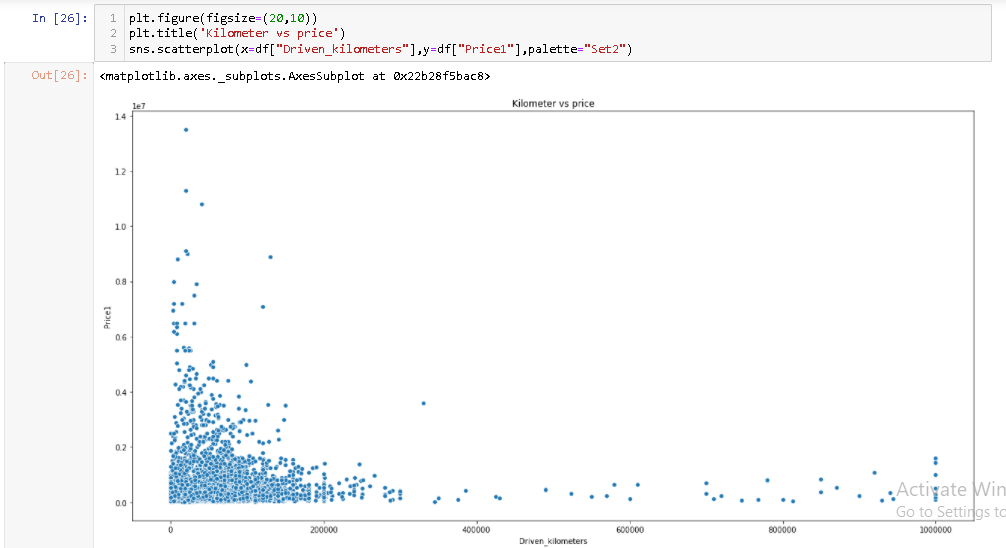 In [26]:
1 plt.figure(figsize=(20,10))
2 plt.title('Kilometer vs price')
3 sns.scatterplot(x=df["Driven_kilometers"],y=df["Price1"],palette="Set2")
Out[26]: <matplotlib.axes._subplots.AxesSubplot at 0x22b28f5bac8>
Kilometer vs price
1e7
1.4
1.2
1.0
0.8
0.6
0.4
0.2
0.0
Price1
0 200000 400000 600000 800000 1000000
Driven_kilometers
Activate Win
Go to Settings to